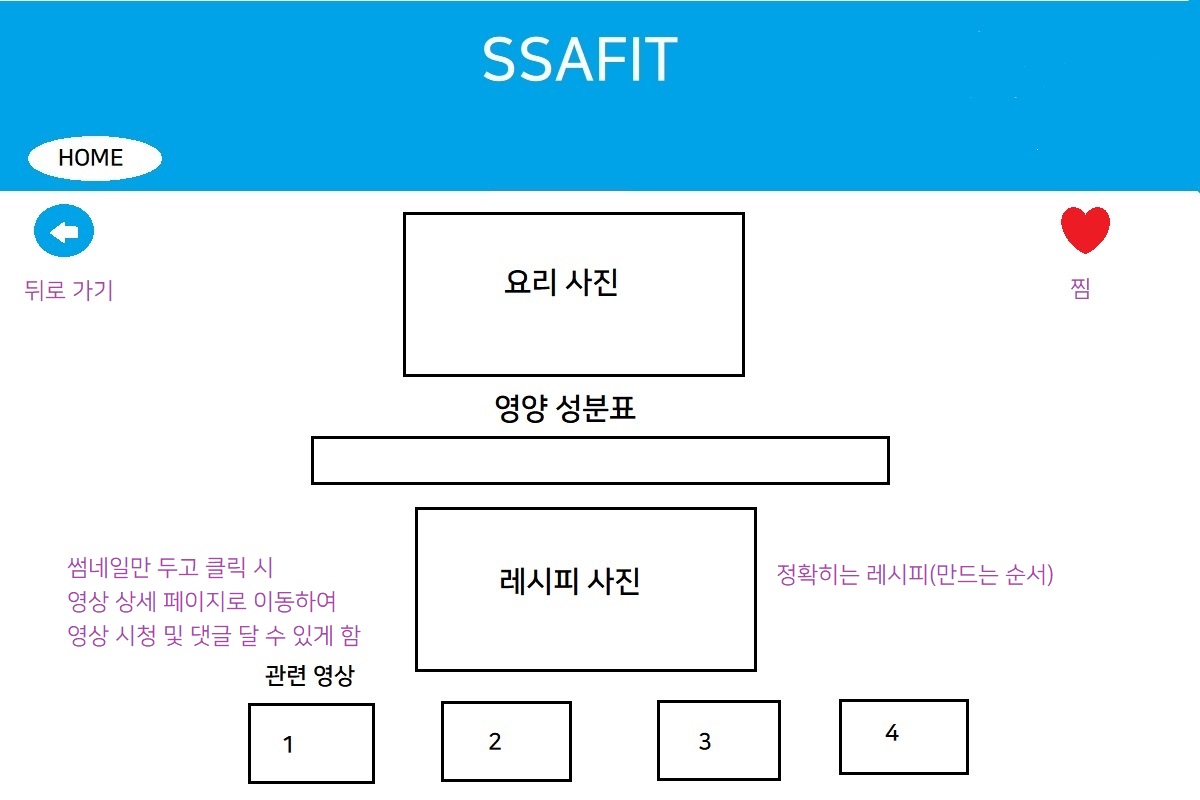 SSAFIT
HOME
뒤로 가기
찜
요리 사진
영양 성분표
레시피 사진
정확히는 레시피(만드는 순서)
썸네일만 두고 클릭 시
영상 상세 페이지로 이동하여
영상 시청 및 댓글 달 수 있게 함
관련 영상
1
2
3
4